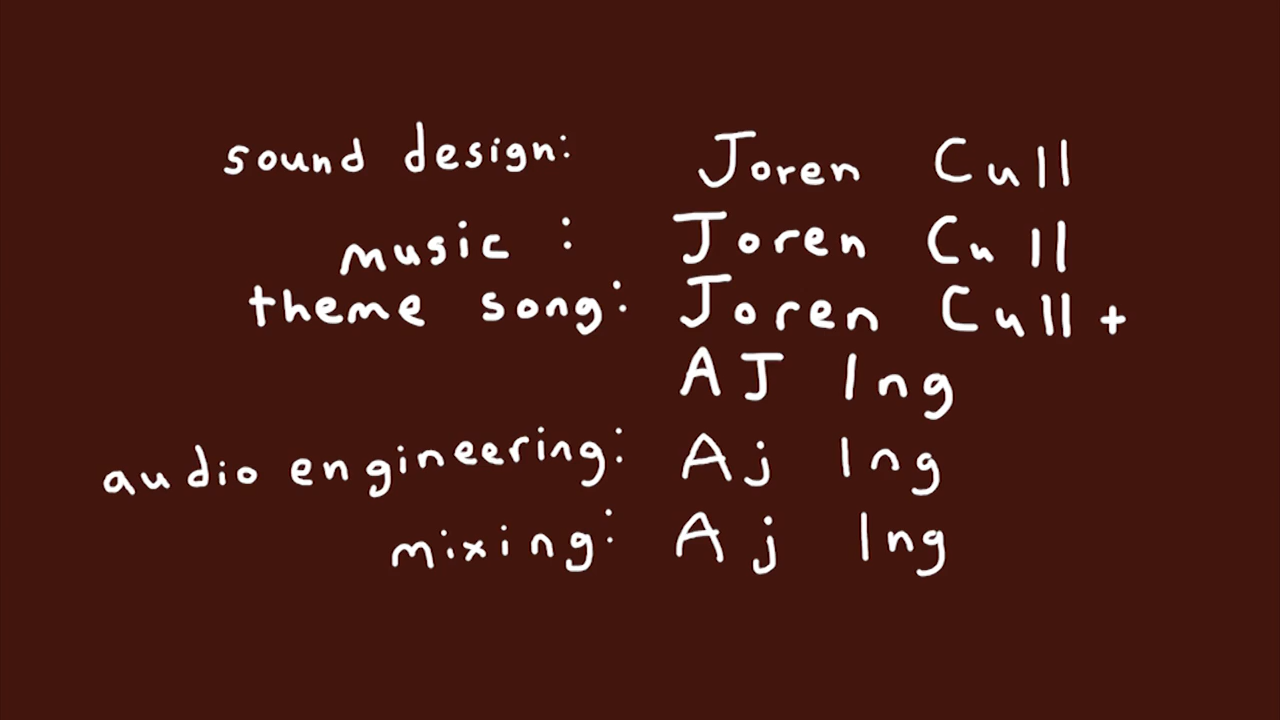 sound design: Joren Cull
music : Joren Cull
theme song: Joren Cull +
AJ Ing
audio engineering: Aj Ing
mixing: Aj Ing